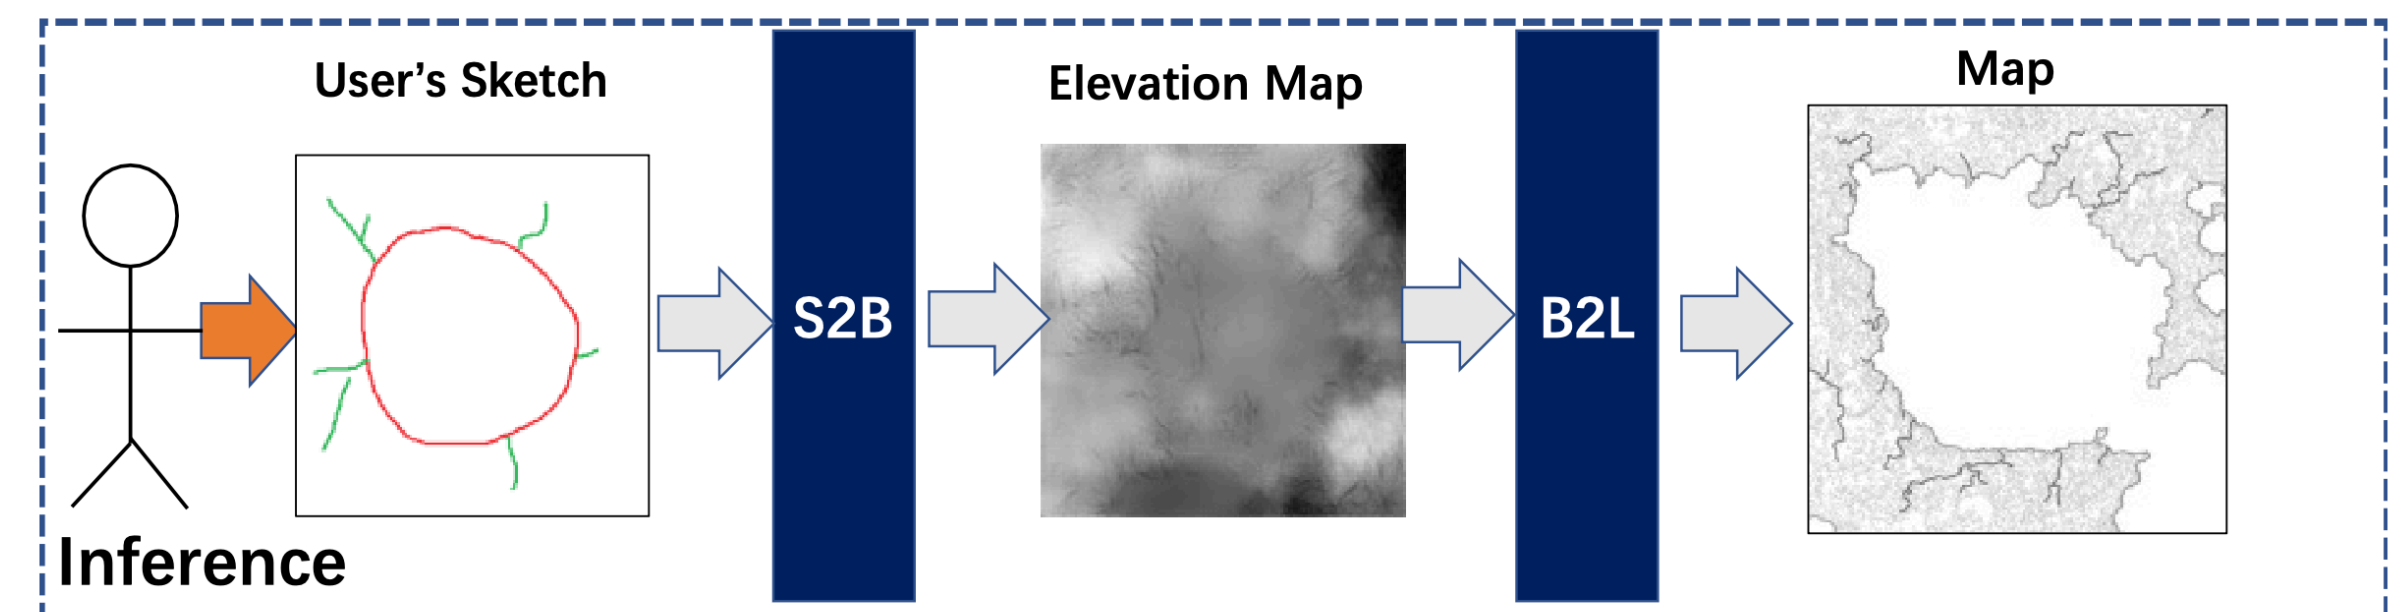 User's Sketch
S2B
Elevation Map
B2L
Map
Inference